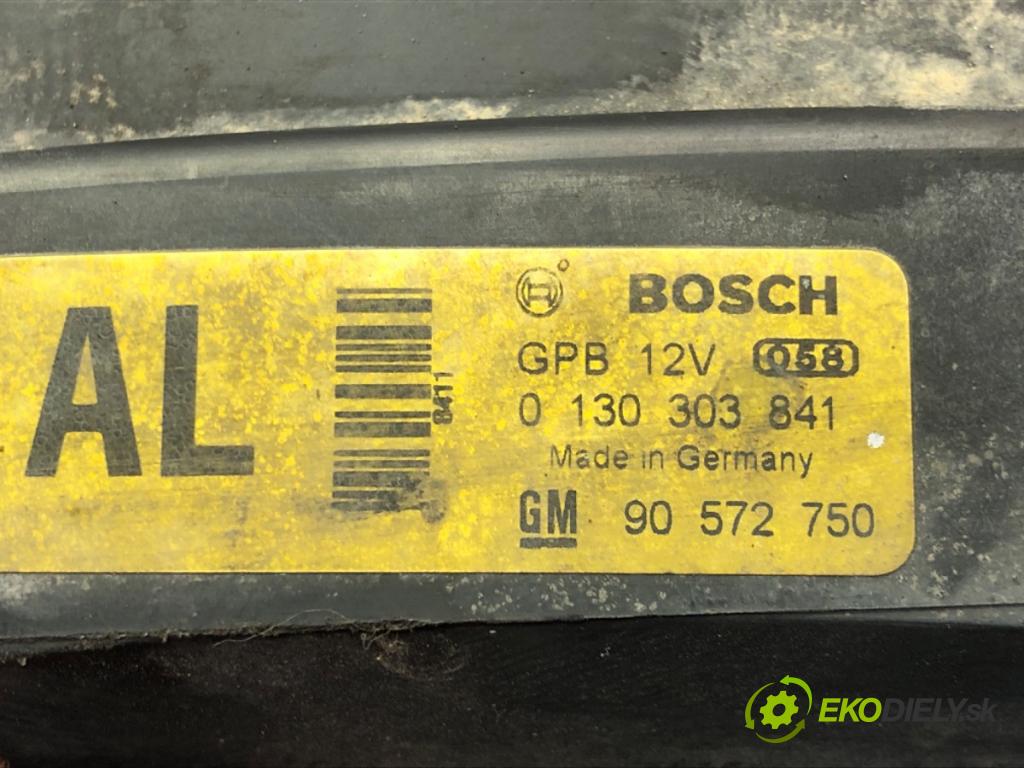 AL
8411
BOSCH
GPB 12V 058
0 130 303 841
Made in Germany
GM 90 572 750
EKODIELY.sk